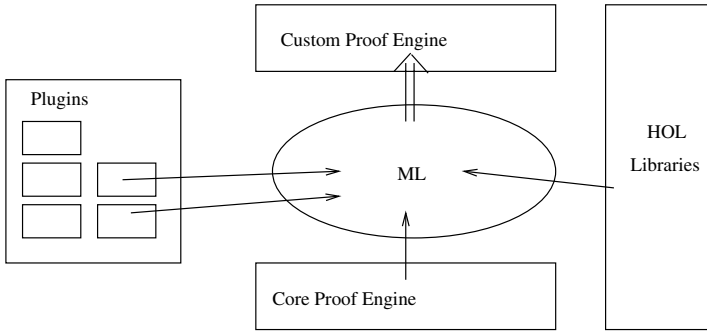 Custom Proof Engine
Plugins
HOL
Libraries
ML
Core Proof Engine